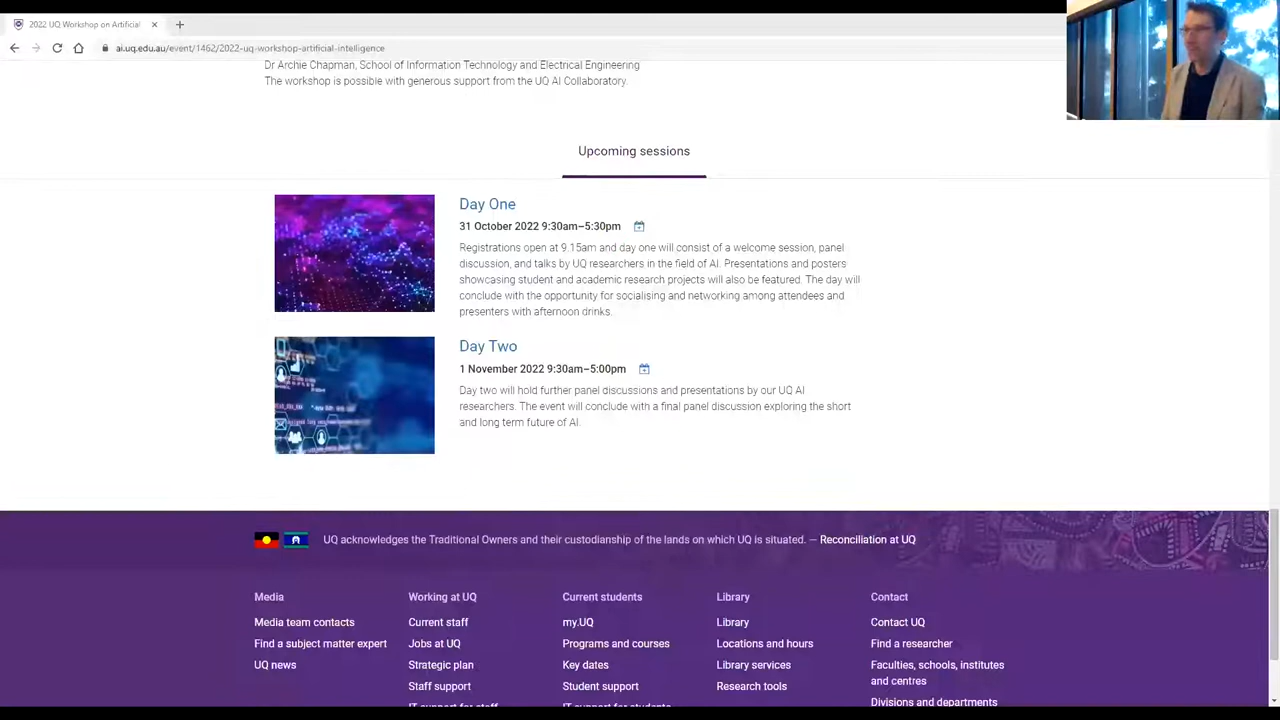 2022 UQ Workshop on Artificial
ai.uq.edu.au/event/1462/2022-uq-workshop-artificial-intelligence
Dr Archie Chapman, School of Information Technology and Electrical Engineering
The workshop is possible with generous support from the UQ AI Collaboratory.
Upcoming sessions
Day One
31 October 2022 9:30am–5:30pm
Registrations open at 9.15am and day one will consist of a welcome session, panel
discussion, and talks by UQ researchers in the field of AI. Presentations and posters
showcasing student and academic research projects will also be featured. The day will
conclude with the opportunity for socialising and networking among attendees and
presenters with afternoon drinks.
Day Two
1 November 2022 9:30am–5:00pm
Day two will hold further panel discussions and presentations by our UQ AI
researchers. The event will conclude with a final panel discussion exploring the short
and long term future of AI.
UQ acknowledges the Traditional Owners and their custodianship of the lands on which UQ is situated. — Reconciliation at UQ
Media
Media team contacts
Find a subject matter expert
UQ news
Working at UQ
Current staff
Jobs at UQ
Strategic plan
Staff support
IT support for staff
Current students
my.UQ
Programs and courses
Key dates
Student support
IT support for students
Library
Library
Locations and hours
Library services
Research tools
Contact
Contact UQ
Find a researcher
Faculties, schools, institutes
and centres
Divisions and departments